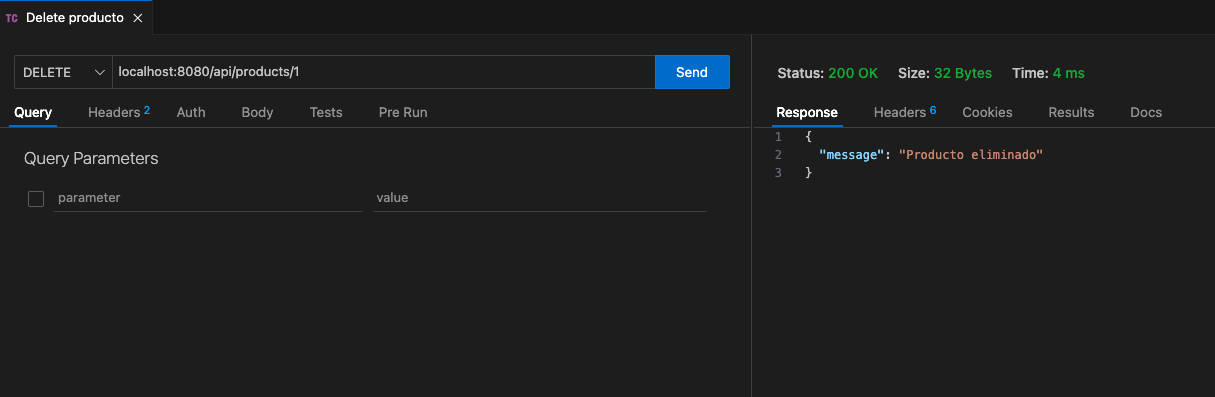 TC Delete producto
DELETE localhost:8080/api/products/1 Send
Query Headers 2 Auth Body Tests Pre Run
Query Parameters
parameter value
Status: 200 OK Size: 32 Bytes Time: 4 ms
Response Headers 6 Cookies Results Docs
1 {
2 "message": "Producto eliminado"
3 }